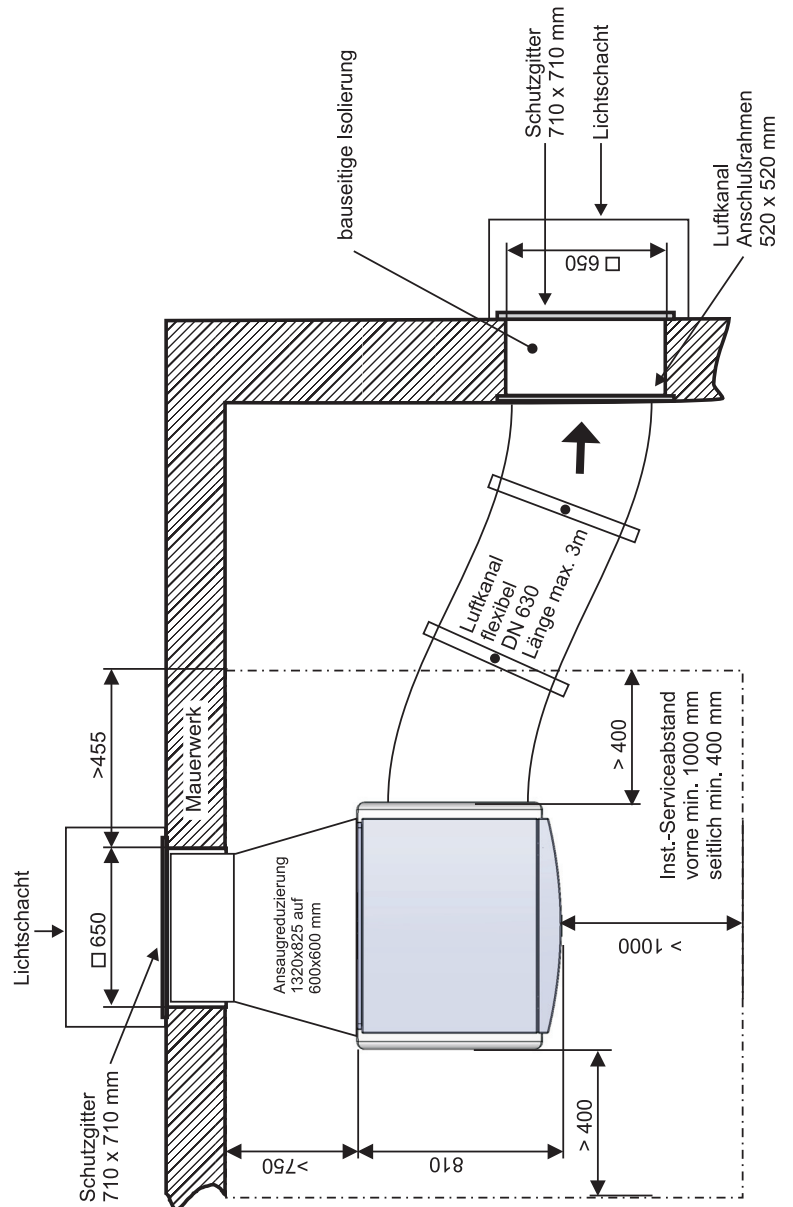 Lichtschacht
Schutzgitter
710 x 710 mm
□ 650
>455
Mauerwerk
bauseitige Isolierung
Schutzgitter
710 x 710 mm
Lichtschacht
□ 650
Luftkanal
Anschlußrahmen
520 x 520 mm
Ansaugreduzierung
1320x825 auf
600x600 mm
Luftkanal
flexibel
DN 630
Länge max. 3m
>750
810
> 400
> 400
> 1000
Inst.-Serviceabstand
vorne min. 1000 mm
seitlich min. 400 mm